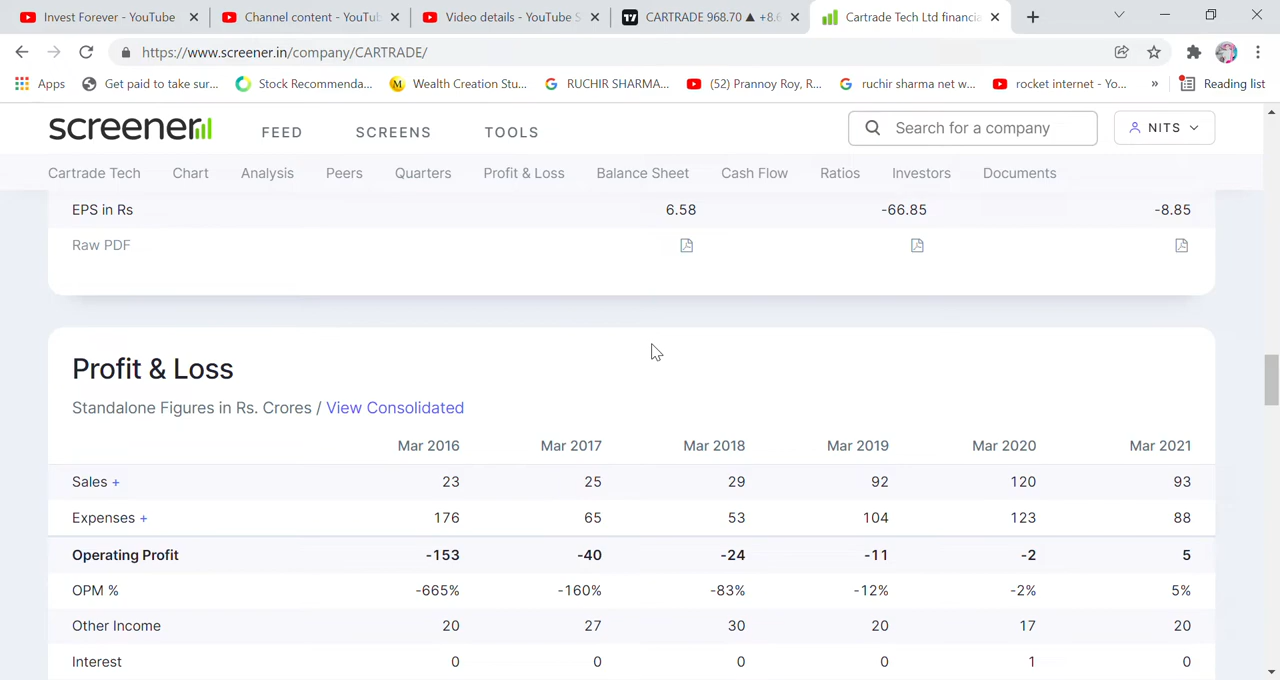 Invest Forever - YouTube
Channel content - YouTu
Video details - YouTube S
CARTRADE 968.70 ▲ +8.6
Cartrade Tech Ltd financia
https://www.screener.in/company/CARTRADE/
Apps
Get paid to take sur...
Stock Recommenda...
Wealth Creation Stu...
RUCHIR SHARMA...
(52) Prannoy Roy, R...
ruchir sharma net w...
rocket internet - Yo...
»
Reading list
screener
FEED
SCREENS
TOOLS
Search for a company
NITS
Cartrade Tech
Chart
Analysis
Peers
Quarters
Profit & Loss
Balance Sheet
Cash Flow
Ratios
Investors
Documents
EPS in Rs 6.58 -66.85 -8.85
Raw PDF
Profit & Loss
Standalone Figures in Rs. Crores / View Consolidated
Mar 2016 Mar 2017 Mar 2018 Mar 2019 Mar 2020 Mar 2021
Sales + 23 25 29 92 120 93
Expenses + 176 65 53 104 123 88
Operating Profit -153 -40 -24 -11 -2 5
OPM % -665% -160% -83% -12% -2% 5%
Other Income 20 27 30 20 17 20
Interest 0 0 0 0 1 0